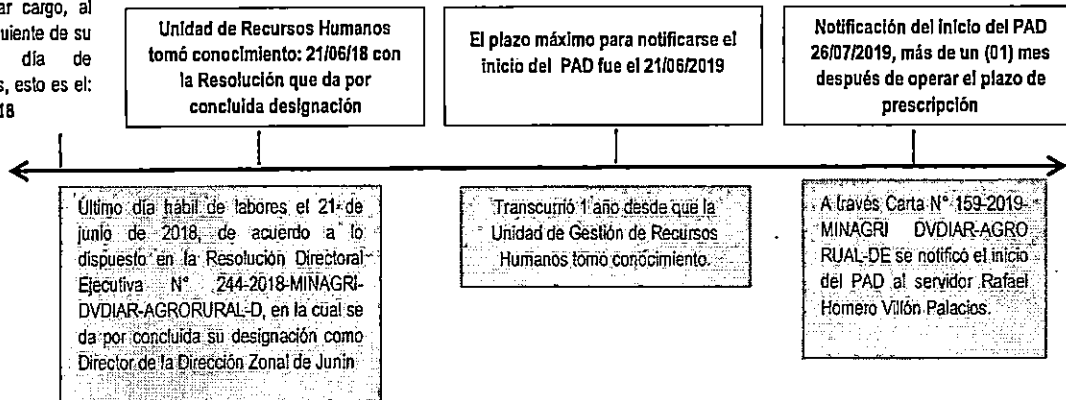 ar cargo, al
uiente de su
día de
s, esto es el:
18
Unidad de Recursos Humanos
tomó conocimiento: 21/06/18 con
la Resolución que da por
concluida designación
El plazo máximo para notificarse el
inicio del PAD fue el 21/06/2019
Notificación del inicio del PAD
26/07/2019, más de un (01) mes
después de operar el plazo de
prescripción
Último día hábil de labores el 21 de
junio de 2018, de acuerdo a lo
dispuesto en la Resolución Directoral
Ejecutiva N° 244-2018-MINAGRI-
DVDIAR-AGRORURAL-D, en la cual se
da por concluida su designación como
Director de la Dirección Zonal de Junín
Transcurrió 1 año desde que la
Unidad de Gestión de Recursos
Humanos tomó conocimiento.
A través Carta N° 159-2019-
MINAGRI DVDIAR-AGRO
RUAL-DE se notificó el inicio
del PAD al servidor Rafael
Homero Villón Palacios.